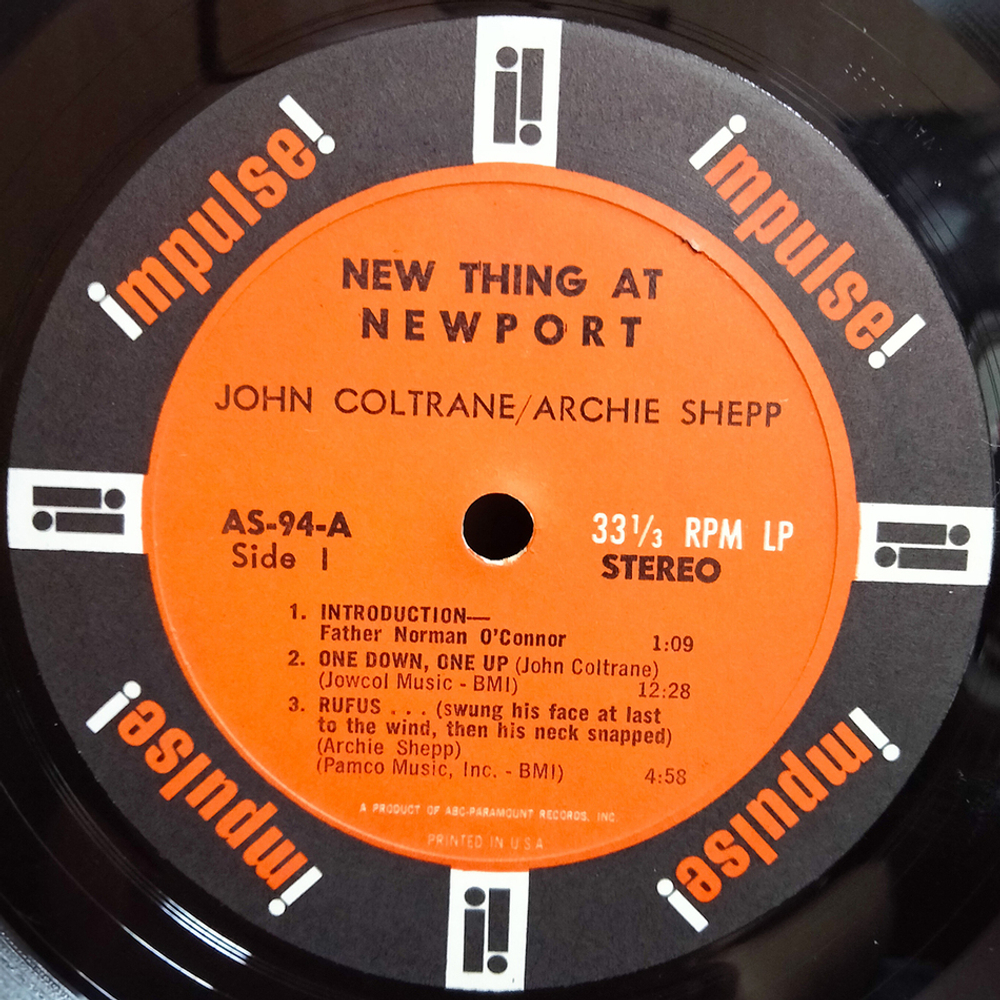 impulse!
impulse!
NEW THING AT
NEWPORT
JOHN COLTRANE/ARCHIE SHEPP
AS-94-A
Side 1
33 1/3 RPM LP
STEREO
1. INTRODUCTION—
Father Norman O'Connor 1:09
2. ONE DOWN, ONE UP (John Coltrane)
(Jowcol Music - BMI) 12:28
3. RUFUS . . . (swung his face at last
to the wind, then his neck snapped)
(Archie Shepp)
(Pamco Music, Inc. - BMI) 4:58
A PRODUCT OF ABC-PARAMOUNT RECORDS, INC.
PRINTED IN U S A
impulse!
impulse!